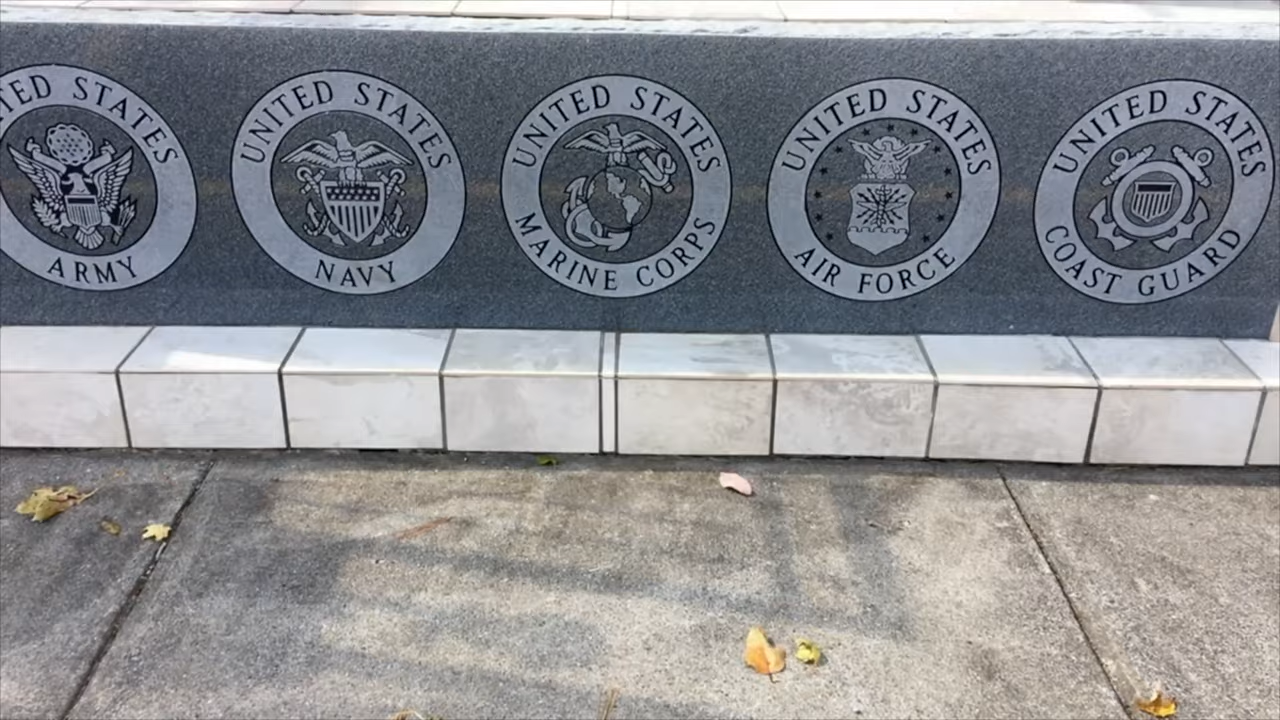 UNITED STATES
ARMY
UNITED STATES
NAVY
UNITED STATES
MARINE CORPS
UNITED STATES
AIR FORCE
UNITED STATES
COAST GUARD